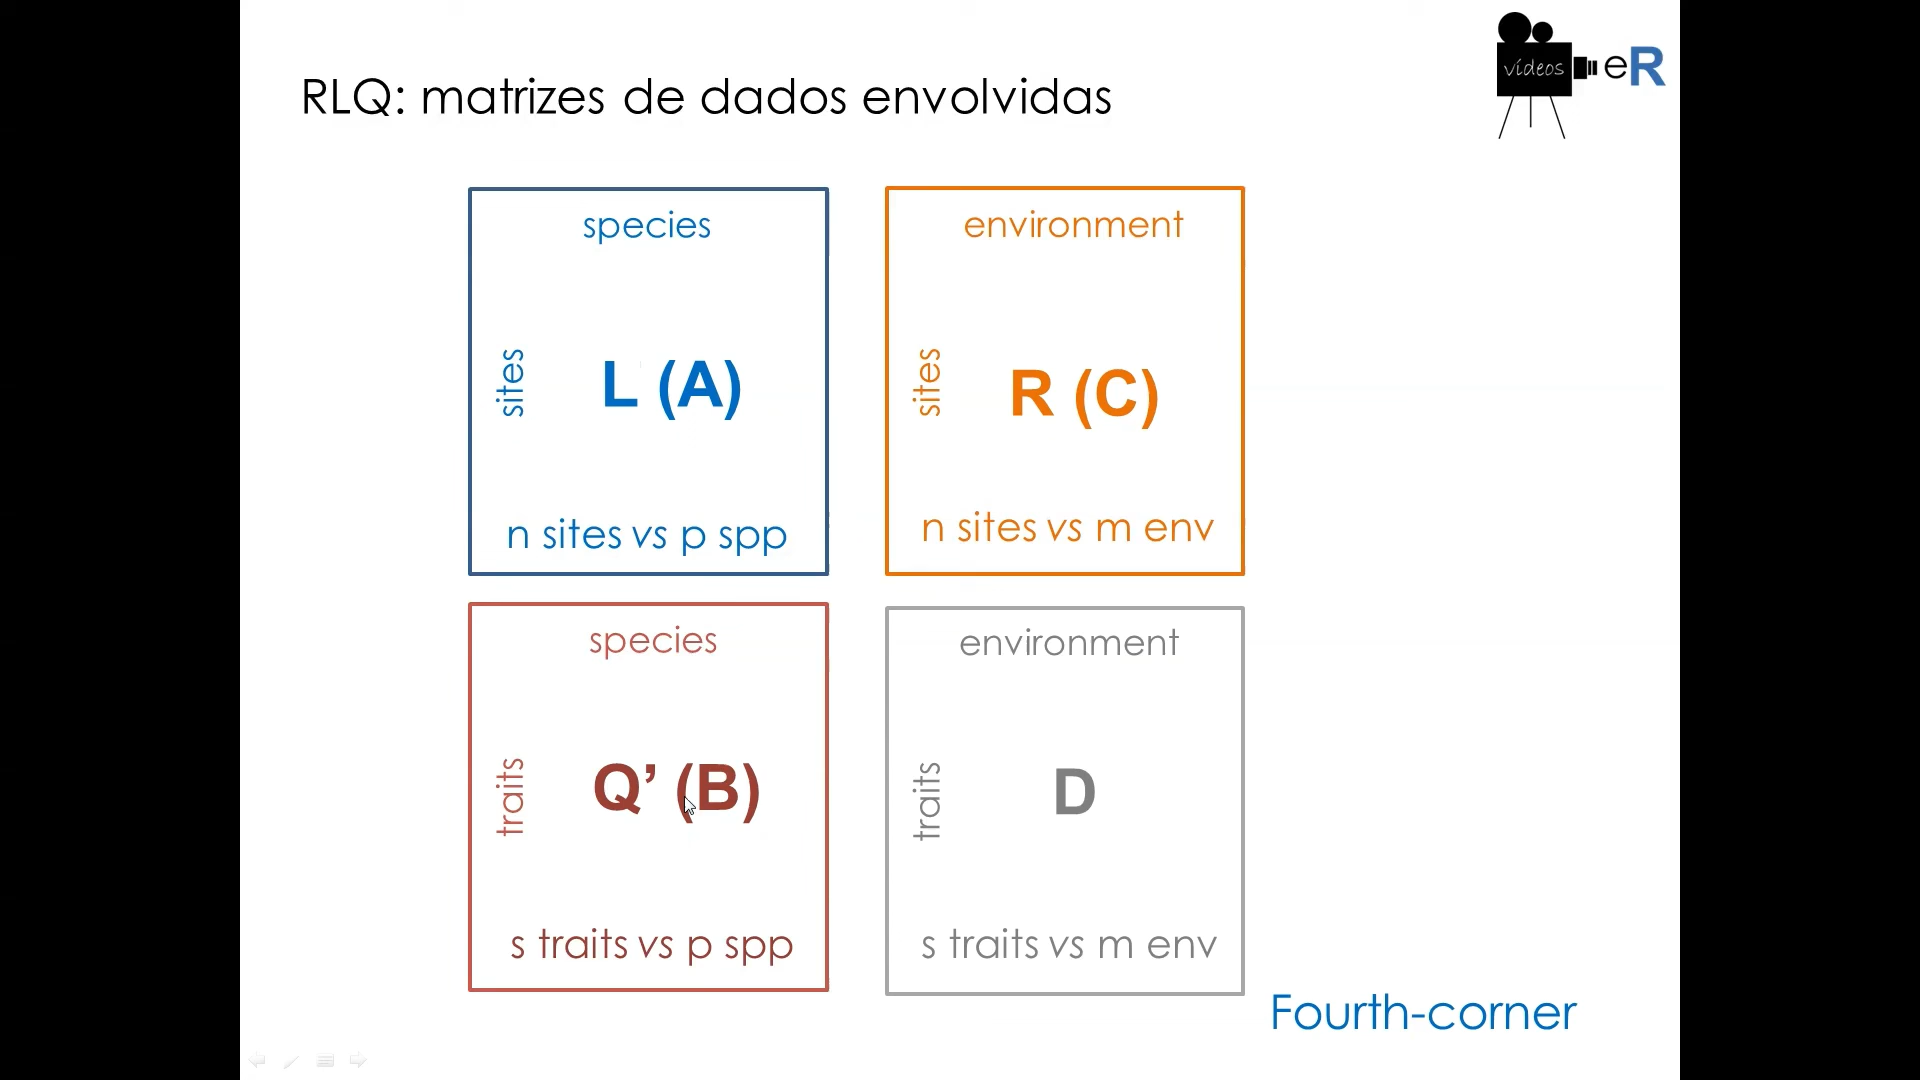 vídeos eR
RLQ: matrizes de dados envolvidas
species
sites
L (A)
n sites vs p spp
environment
sites
R (C)
n sites vs m env
species
traits
Q’ (B)
s traits vs p spp
environment
traits
D
s traits vs m env
Fourth-corner